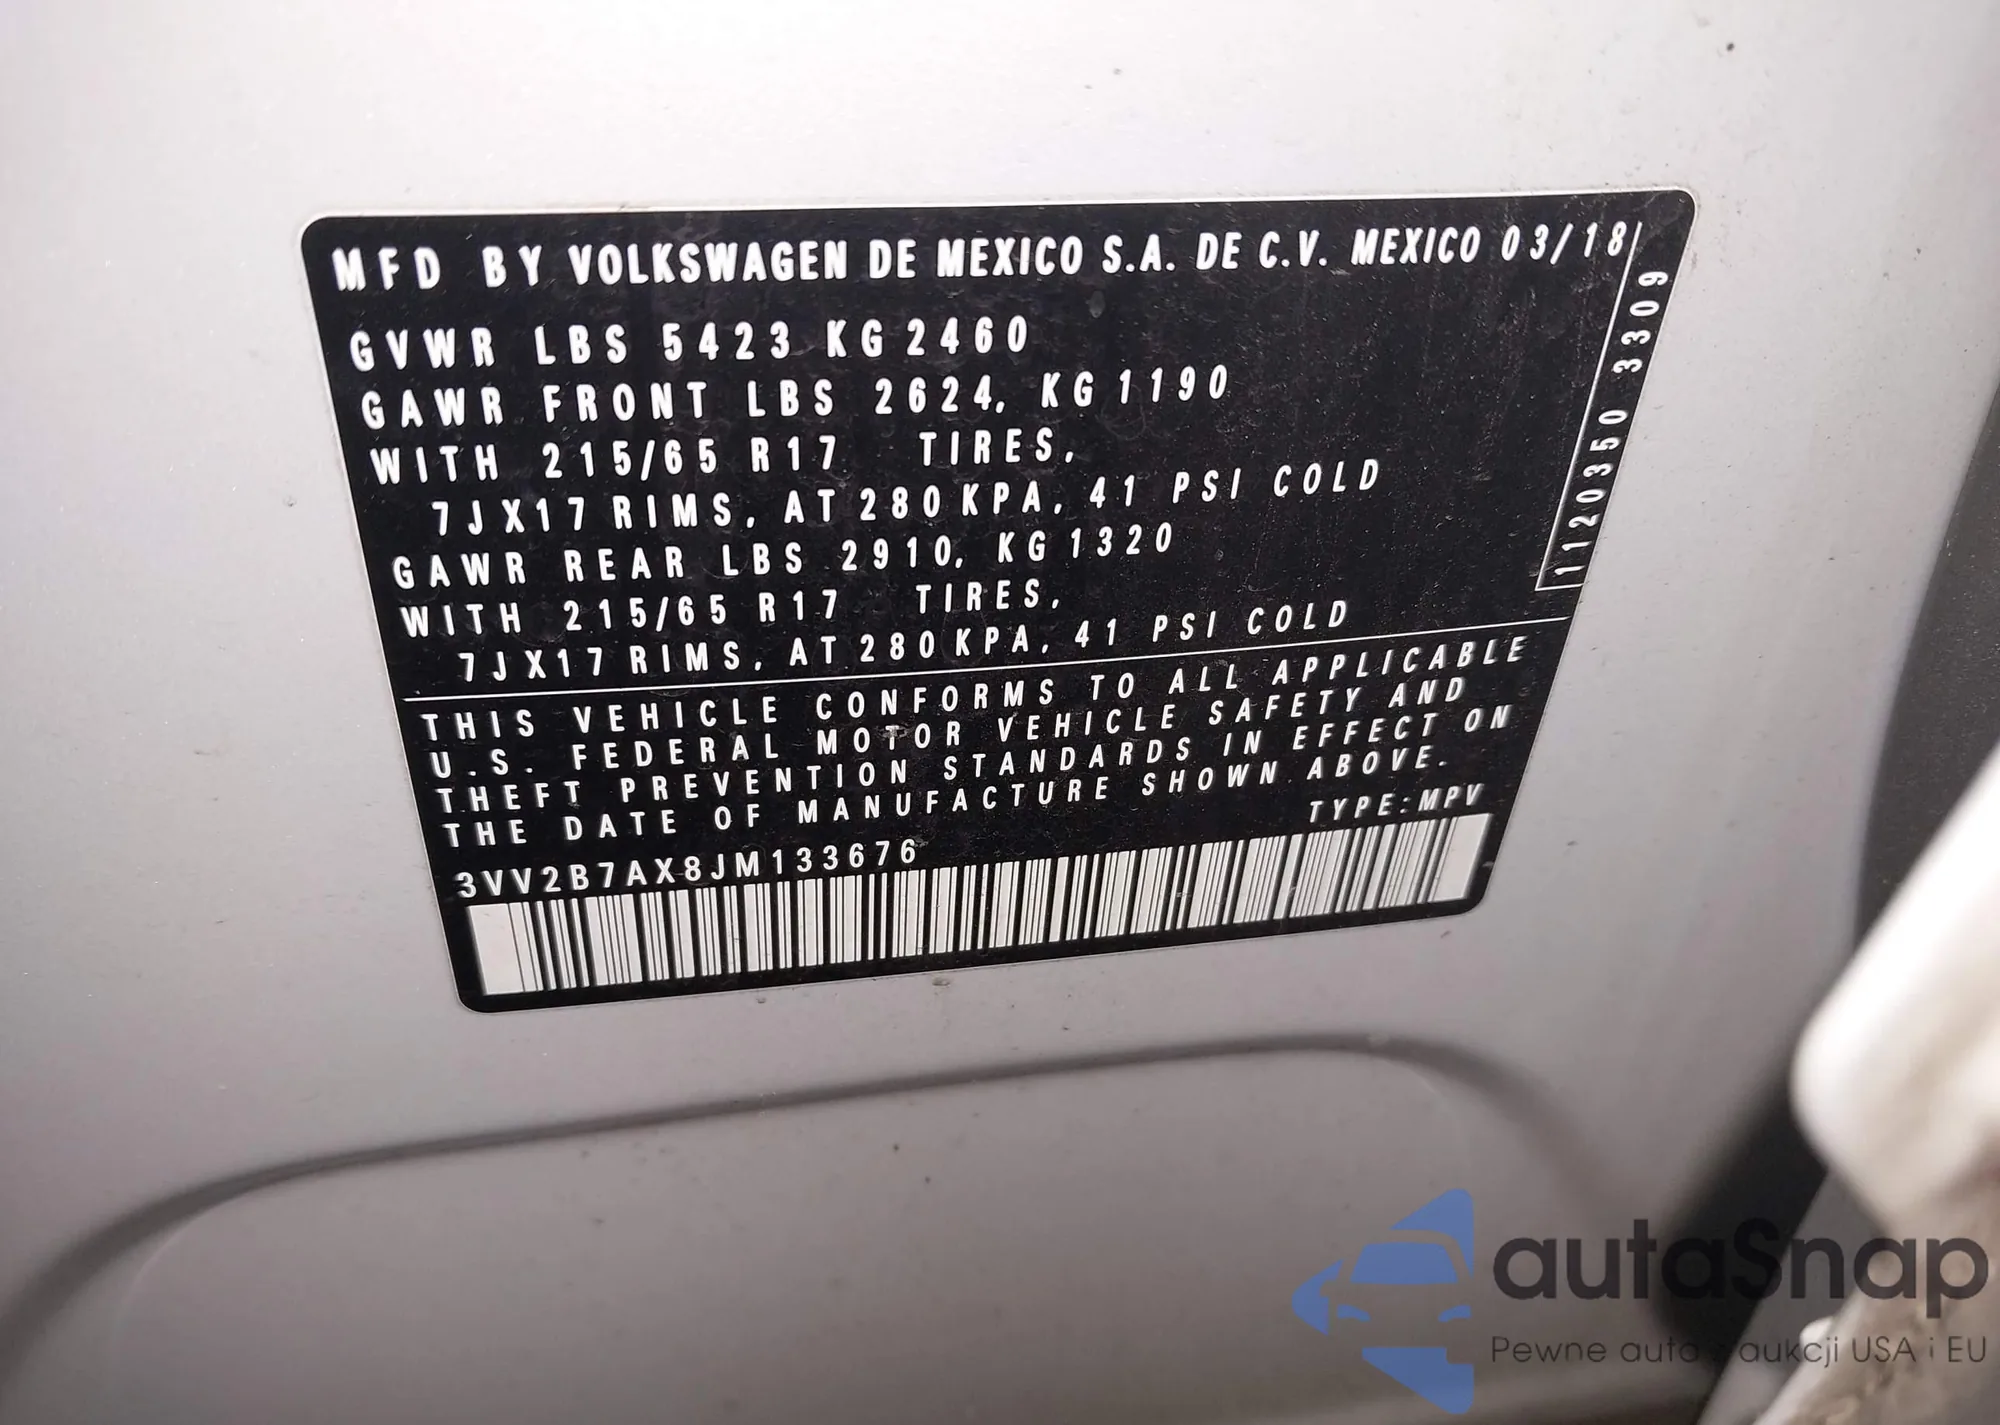 MFD BY VOLKSWAGEN DE MEXICO S.A. DE C.V. MEXICO 03/18
GVWR LBS 5423 KG 2460
GAWR FRONT LBS 2624, KG 1190
WITH 215/65 R17 TIRES,
7JX17 RIMS, AT 280 KPA, 41 PSI COLD
GAWR REAR LBS 2910, KG 1320
WITH 215/65 R17 TIRES,
7JX17 RIMS, AT 280 KPA, 41 PSI COLD
1120350 3309
THIS VEHICLE CONFORMS TO ALL APPLICABLE
U.S. FEDERAL MOTOR VEHICLE SAFETY AND
THEFT PREVENTION STANDARDS IN EFFECT ON
THE DATE OF MANUFACTURE SHOWN ABOVE.
TYPE:MPV
3VV2B7AX8JM133676
autaSnap
Pewne auta aukcji USA i EU